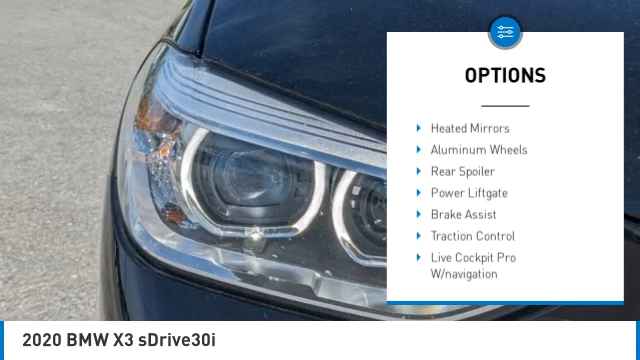 OPTIONS
Heated Mirrors
Aluminum Wheels
Rear Spoiler
Power Liftgate
Brake Assist
Traction Control
Live Cockpit Pro
W/navigation
2020 BMW X3 sDrive30i